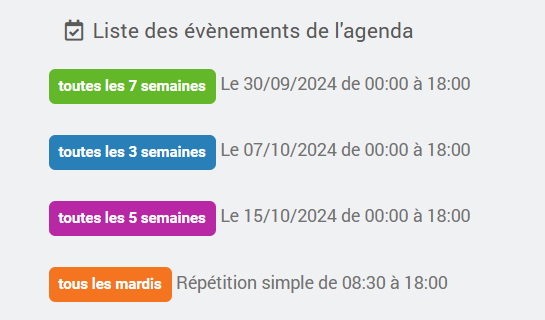 Liste des évènements de l'agenda
toutes les 7 semaines Le 30/09/2024 de 00:00 à 18:00
toutes les 3 semaines Le 07/10/2024 de 00:00 à 18:00
toutes les 5 semaines Le 15/10/2024 de 00:00 à 18:00
tous les mardis Répétition simple de 08:30 à 18:00